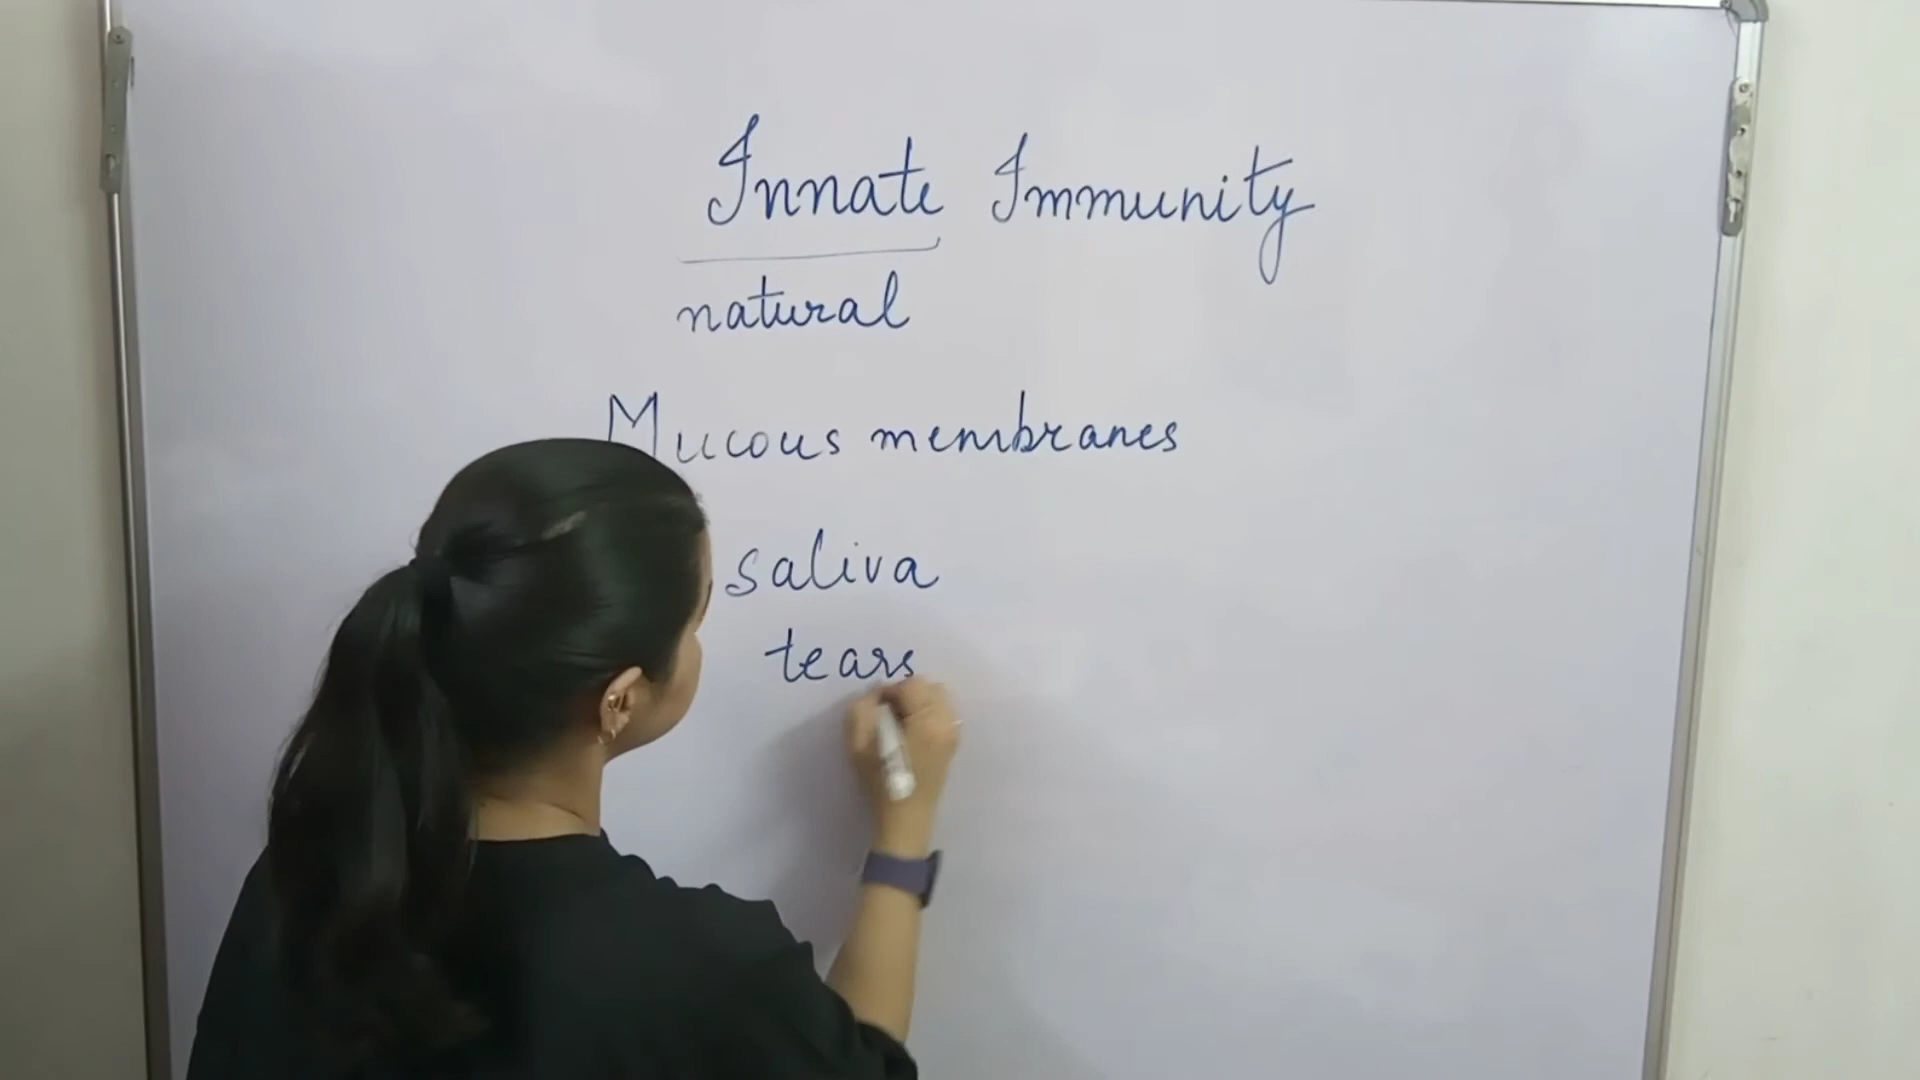 Innate Immunity
natural
Mucous membranes
saliva
tears